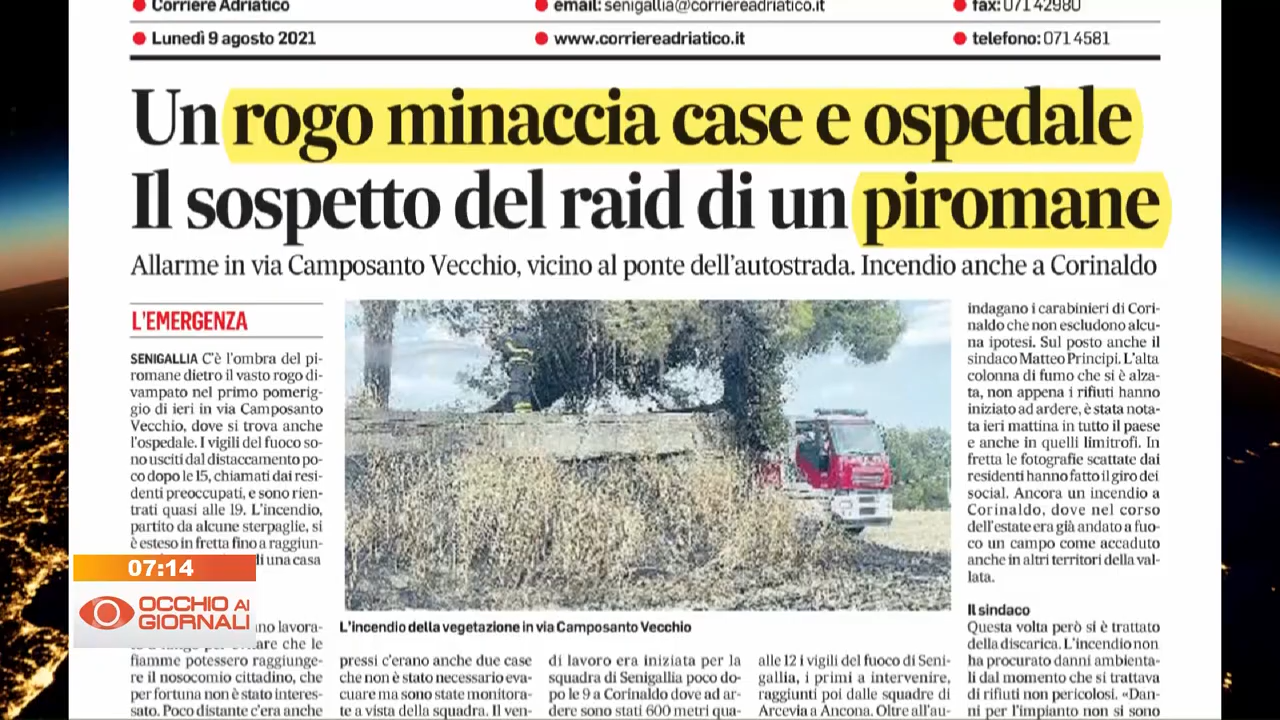 Corriere Adriatico
email: senigallia@corriereadriatico.it
fax: 071 42980
Lunedì 9 agosto 2021
www.corriereadriatico.it
telefono: 071 4581
Un rogo minaccia case e ospedale
Il sospetto del raid di un piromane
Allarme in via Camposanto Vecchio, vicino al ponte dell'autostrada. Incendio anche a Corinaldo
L'EMERGENZA
SENIGALLIA C'è l'ombra del pi-
romane dietro il vasto rogo di-
vampato nel primo pomerig-
gio di ieri in via Camposanto
Vecchio, dove si trova anche
l'ospedale. I vigili del fuoco so-
no usciti dal distaccamento po-
co dopo le 15, chiamati dai resi-
denti preoccupati, e sono rien-
trati quasi alle 19. L'incendio,
partito da alcune sterpaglie, si
è esteso in fretta fino a raggiun-
di una casa
07:14
OCCHIO AI
GIORNALI
lavora-
che le
fiamme potessero raggiunge-
re il nosocomio cittadino, che
per fortuna non è stato interes-
sato. Poco distante c'era anche
L'incendio della vegetazione in via Camposanto Vecchio
pressi c'erano anche due case
che non è stato necessario eva-
cuare ma sono state monitora-
te a vista della squadra. Il ven-
di lavoro era iniziata per la
squadra di Senigallia poco do-
po le 9 a Corinaldo dove ad ar-
dere sono stati 600 metri qua-
alle 12 i vigili del fuoco di Seni-
gallia, i primi a intervenire,
raggiunti poi dalle squadre di
Arcevia a Ancona. Oltre all'au-
indagano i carabinieri di Cori-
naldo che non escludono alcu-
na ipotesi. Sul posto anche il
sindaco Matteo Principi. L'alta
colonna di fumo che si è alza-
ta, non appena i rifiuti hanno
iniziato ad ardere, è stata nota-
ta ieri mattina in tutto il paese
e anche in quelli limitrofi. In
fretta le fotografie scattate dai
residenti hanno fatto il giro dei
social. Ancora un incendio a
Corinaldo, dove nel corso
dell'estate era già andato a fuo-
co un campo come accaduto
anche in altri territori della val-
lata.
Il sindaco
Questa volta però si è trattato
della discarica. L'incendio non
ha procurato danni ambienta-
li dal momento che si trattava
di rifiuti non pericolosi. «Dan-
ni per l'impianto non si sono